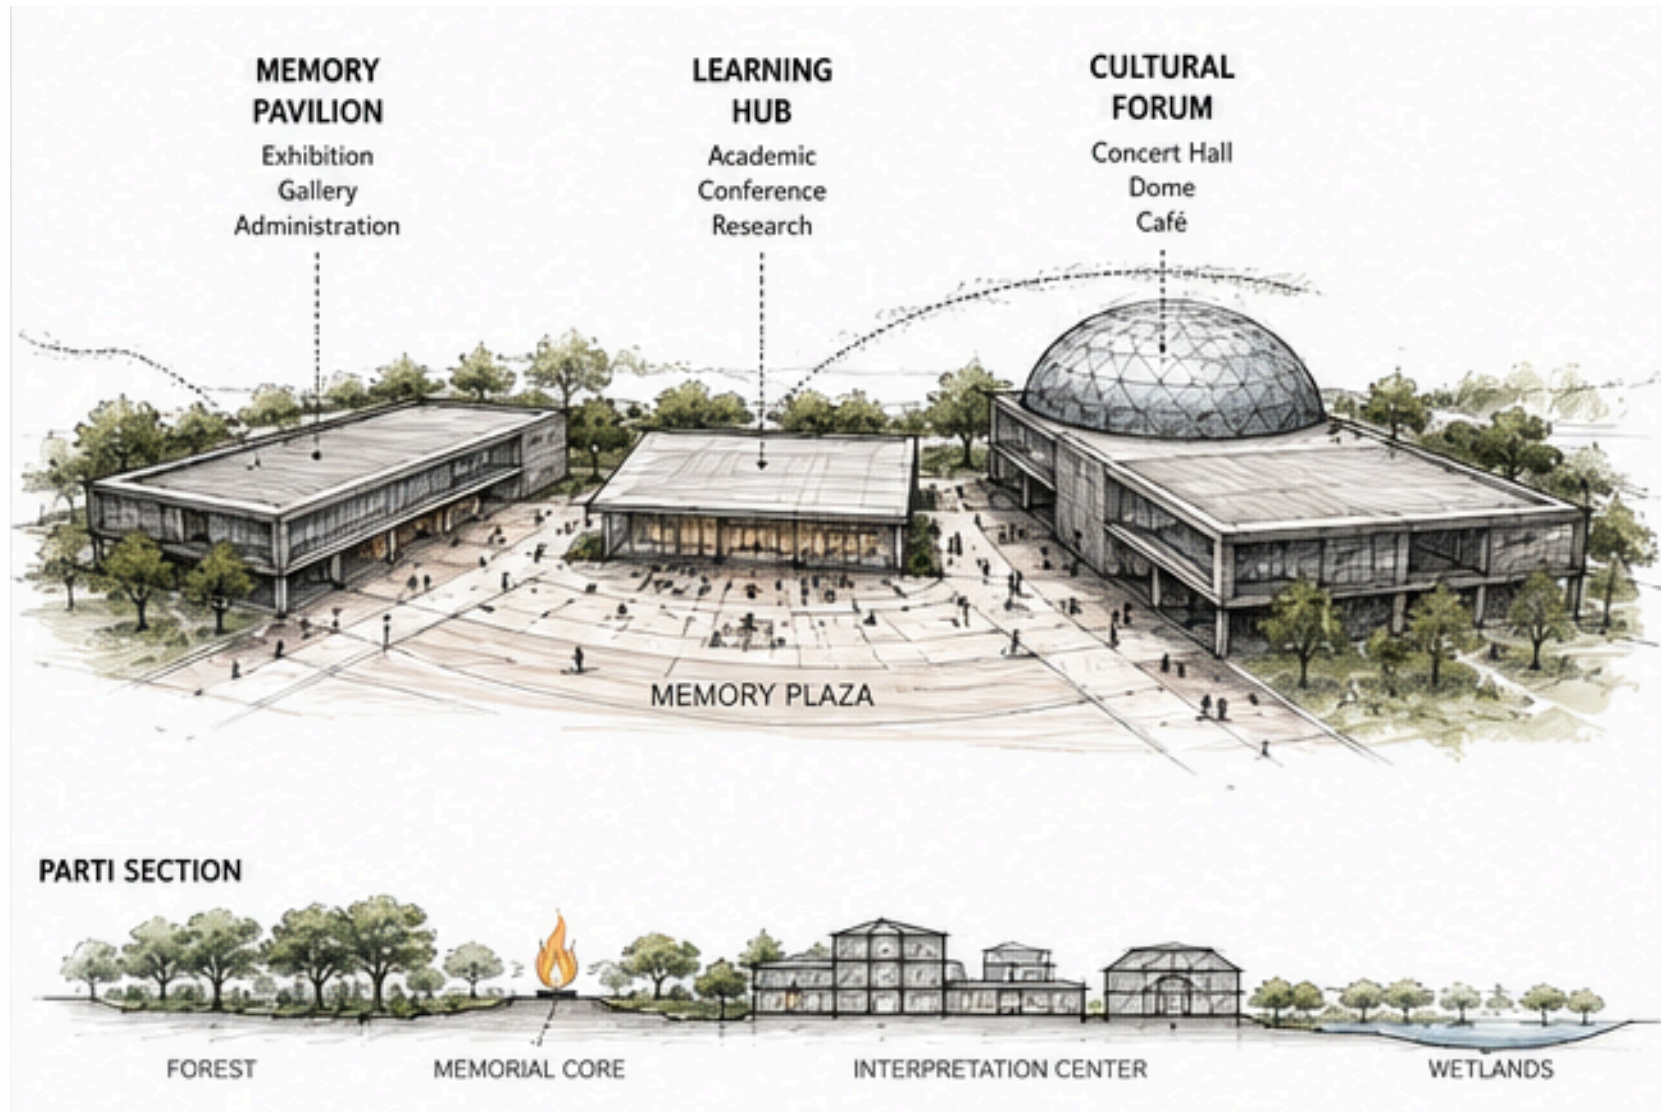 MEMORY
PAVILION
Exhibition
Gallery
Administration
LEARNING
HUB
Academic
Conference
Research
CULTURAL
FORUM
Concert Hall
Dome
Café
MEMORY PLAZA
PARTI SECTION
FOREST
MEMORIAL CORE
INTERPRETATION CENTER
WETLANDS